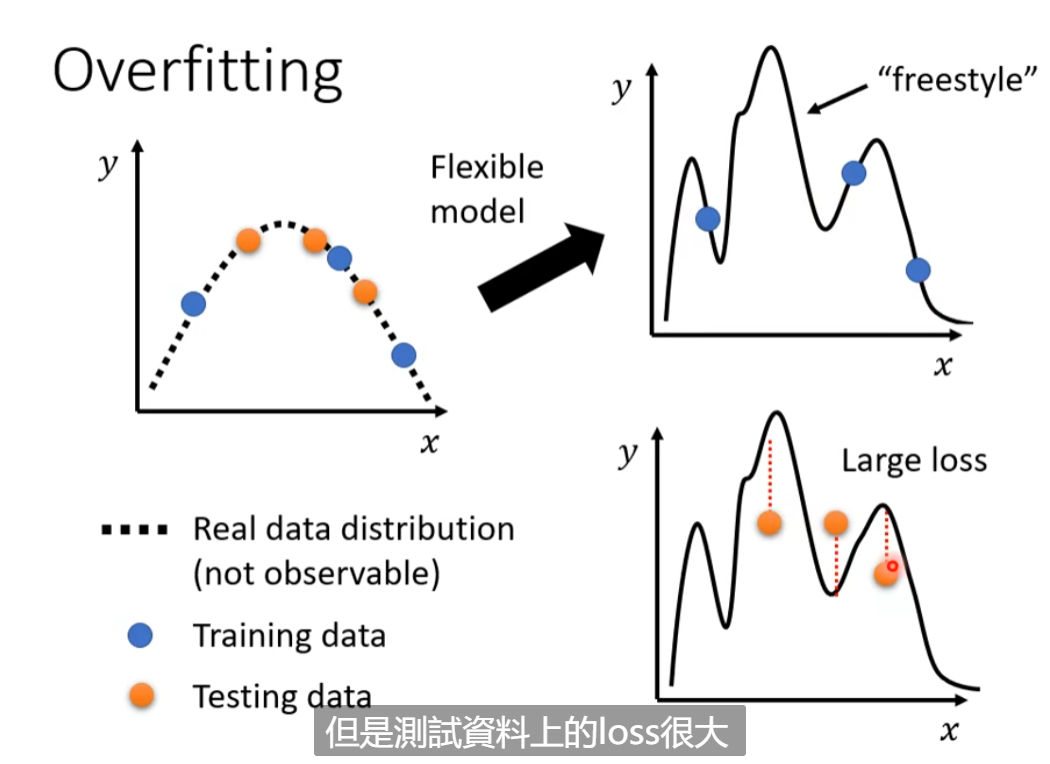 Overfitting
y
x
Flexible
model
y
"freestyle"
x
y
Large loss
x
Real data distribution
(not observable)
Training data
Testing data
但是測試資料上的loss很大